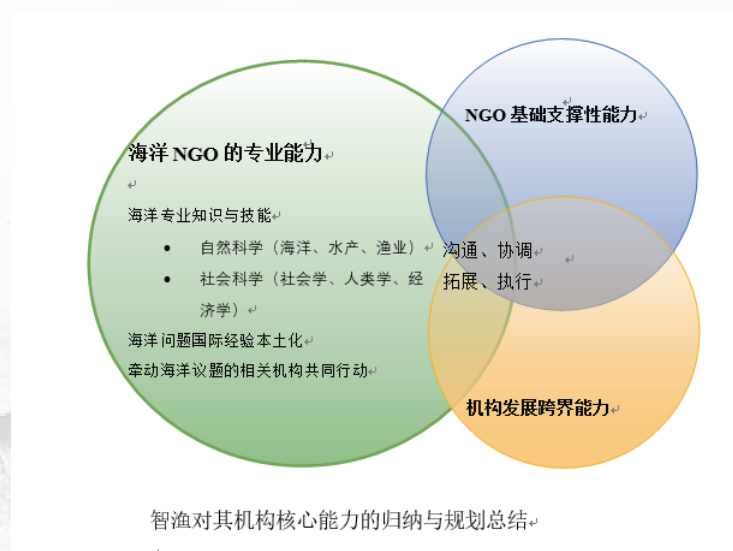 NGO 基础支撑性能力
海洋 NGO 的专业能力
海洋专业知识与技能
• 自然科学（海洋、水产、渔业）
• 社会科学（社会学、人类学、经
济学）
海洋问题国际经验本土化
牵动海洋议题的相关机构共同行动
沟通、协调
拓展、执行
机构发展跨界能力
智渔对其机构核心能力的归纳与规划总结